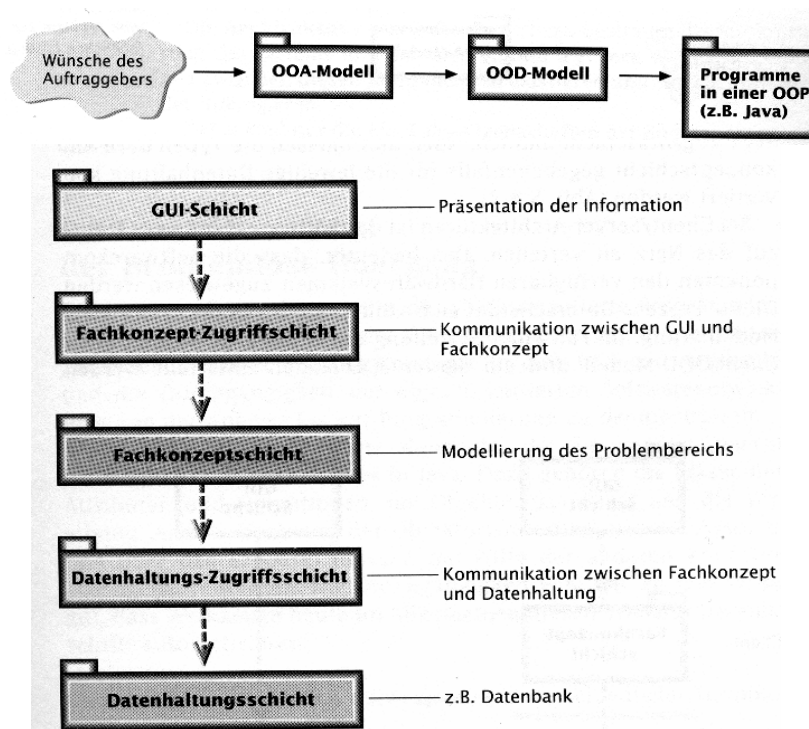 Wünsche des
Auftraggebers
OOA-Modell
OOD-Modell
Programme
in einer OOP
(z.B. Java)
GUI-Schicht
Präsentation der Information
Fachkonzept-Zugriffschicht
Kommunikation zwischen GUI und
Fachkonzept
Fachkonzeptschicht
Modellierung des Problembereichs
Datenhaltungs-Zugriffsschicht
Kommunikation zwischen Fachkonzept
und Datenhaltung
Datenhaltungsschicht
z.B. Datenbank